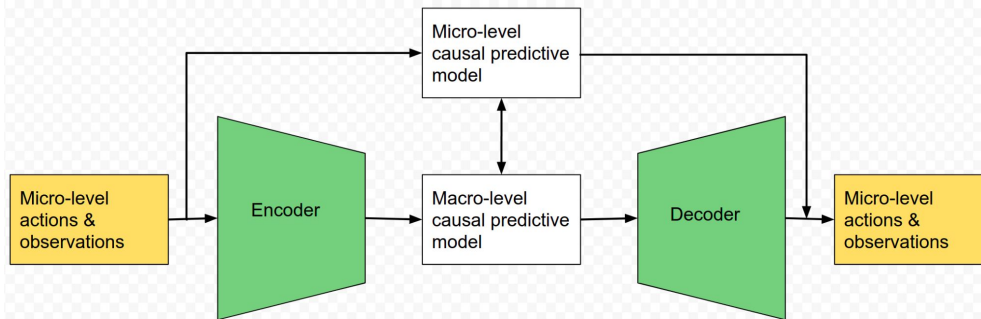 Micro-level
causal predictive
model
Micro-level
actions &
observations
Encoder
Macro-level
causal predictive
model
Decoder
Micro-level
actions &
observations